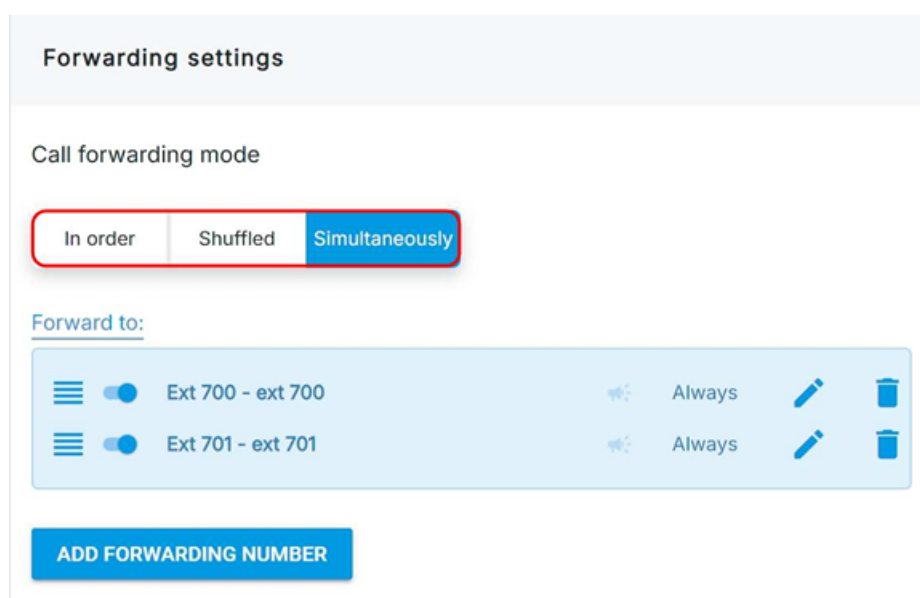 Forwarding settings
Call forwarding mode
In order Shuffled Simultaneously
Forward to:
Ext 700 - ext 700 Always
Ext 701 - ext 701 Always
ADD FORWARDING NUMBER